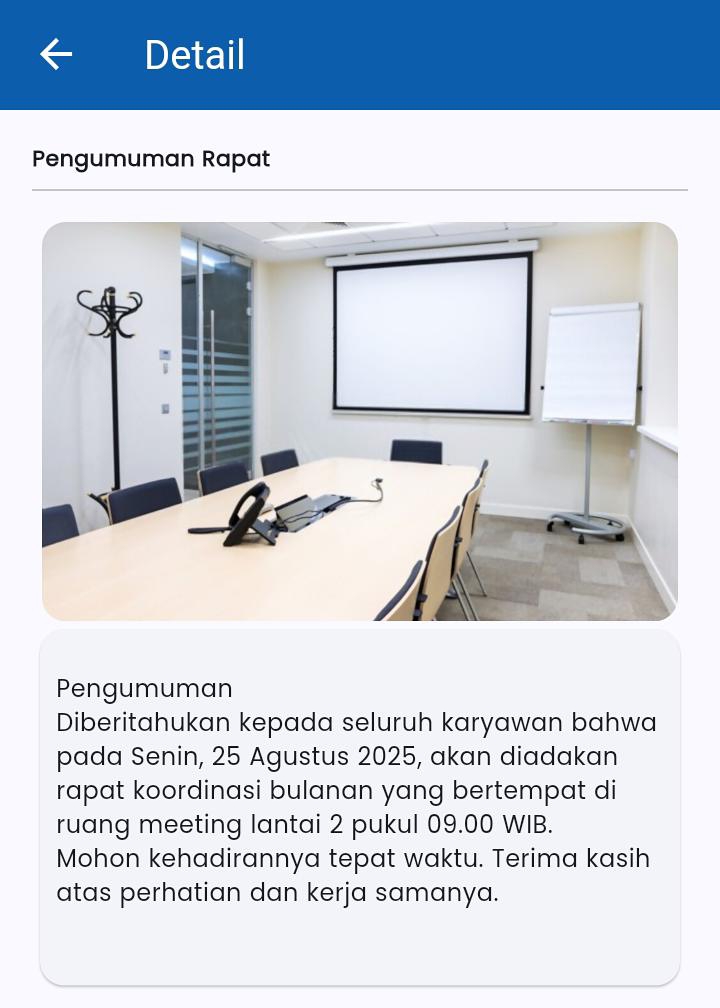 Detail
Pengumuman Rapat
Pengumuman
Diberitahukan kepada seluruh karyawan bahwa
pada Senin, 25 Agustus 2025, akan diadakan
rapat koordinasi bulanan yang bertempat di
ruang meeting lantai 2 pukul 09.00 WIB.
Mohon kehadirannya tepat waktu. Terima kasih
atas perhatian dan kerja samanya.